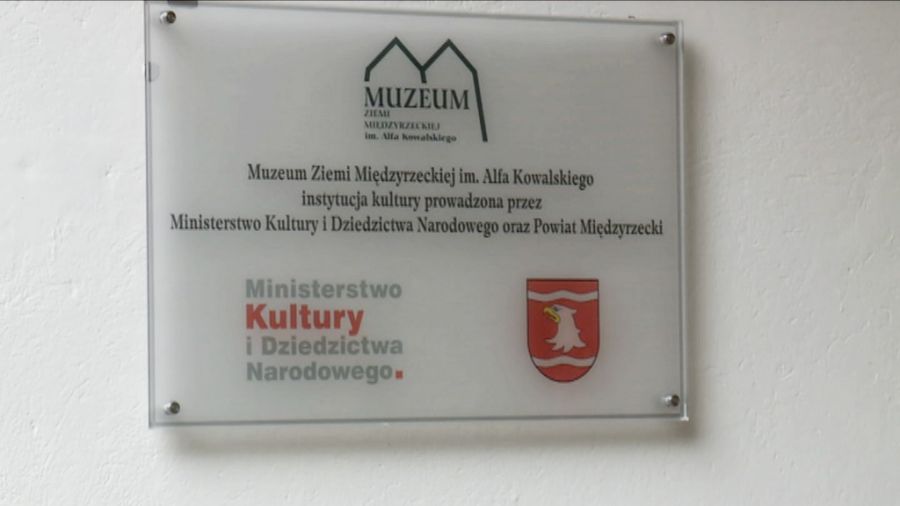 MUZEUM
ZIEMI
MIĘDZYRZECKIEJ
im. Alfa Kowalskiego
Muzeum Ziemi Międzyrzeckiej im. Alfa Kowalskiego
instytucja kultury prowadzona przez
Ministerstwo Kultury i Dziedzictwa Narodowego oraz Powiat Międzyrzecki
Ministerstwo
Kultury
i Dziedzictwa
Narodowego.